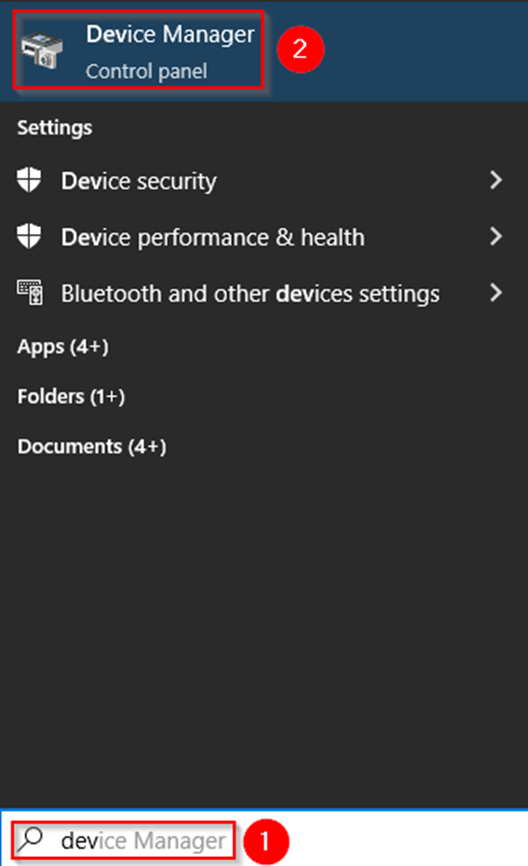 Device Manager
Control panel
2
Settings
Device security
Device performance & health
Bluetooth and other devices settings
Apps (4+)
Folders (1+)
Documents (4+)
device Manager
1